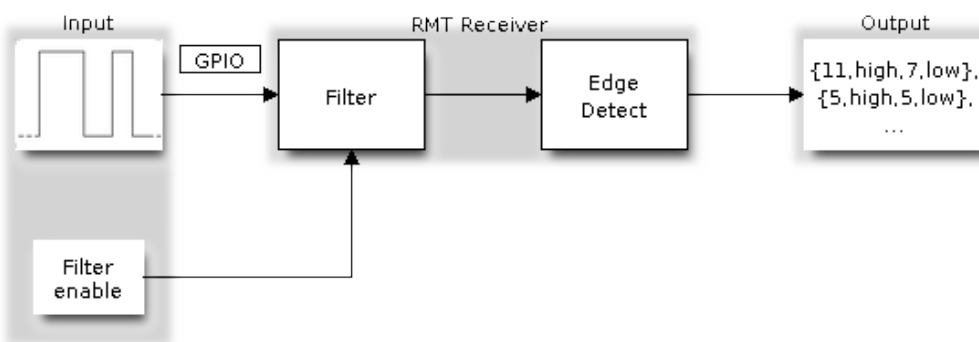 Input
RMT Receiver
Output
GPIO
Filter
Edge
Detect
{11,high,7,low},
{5,high,5,low},
...
Filter
enable